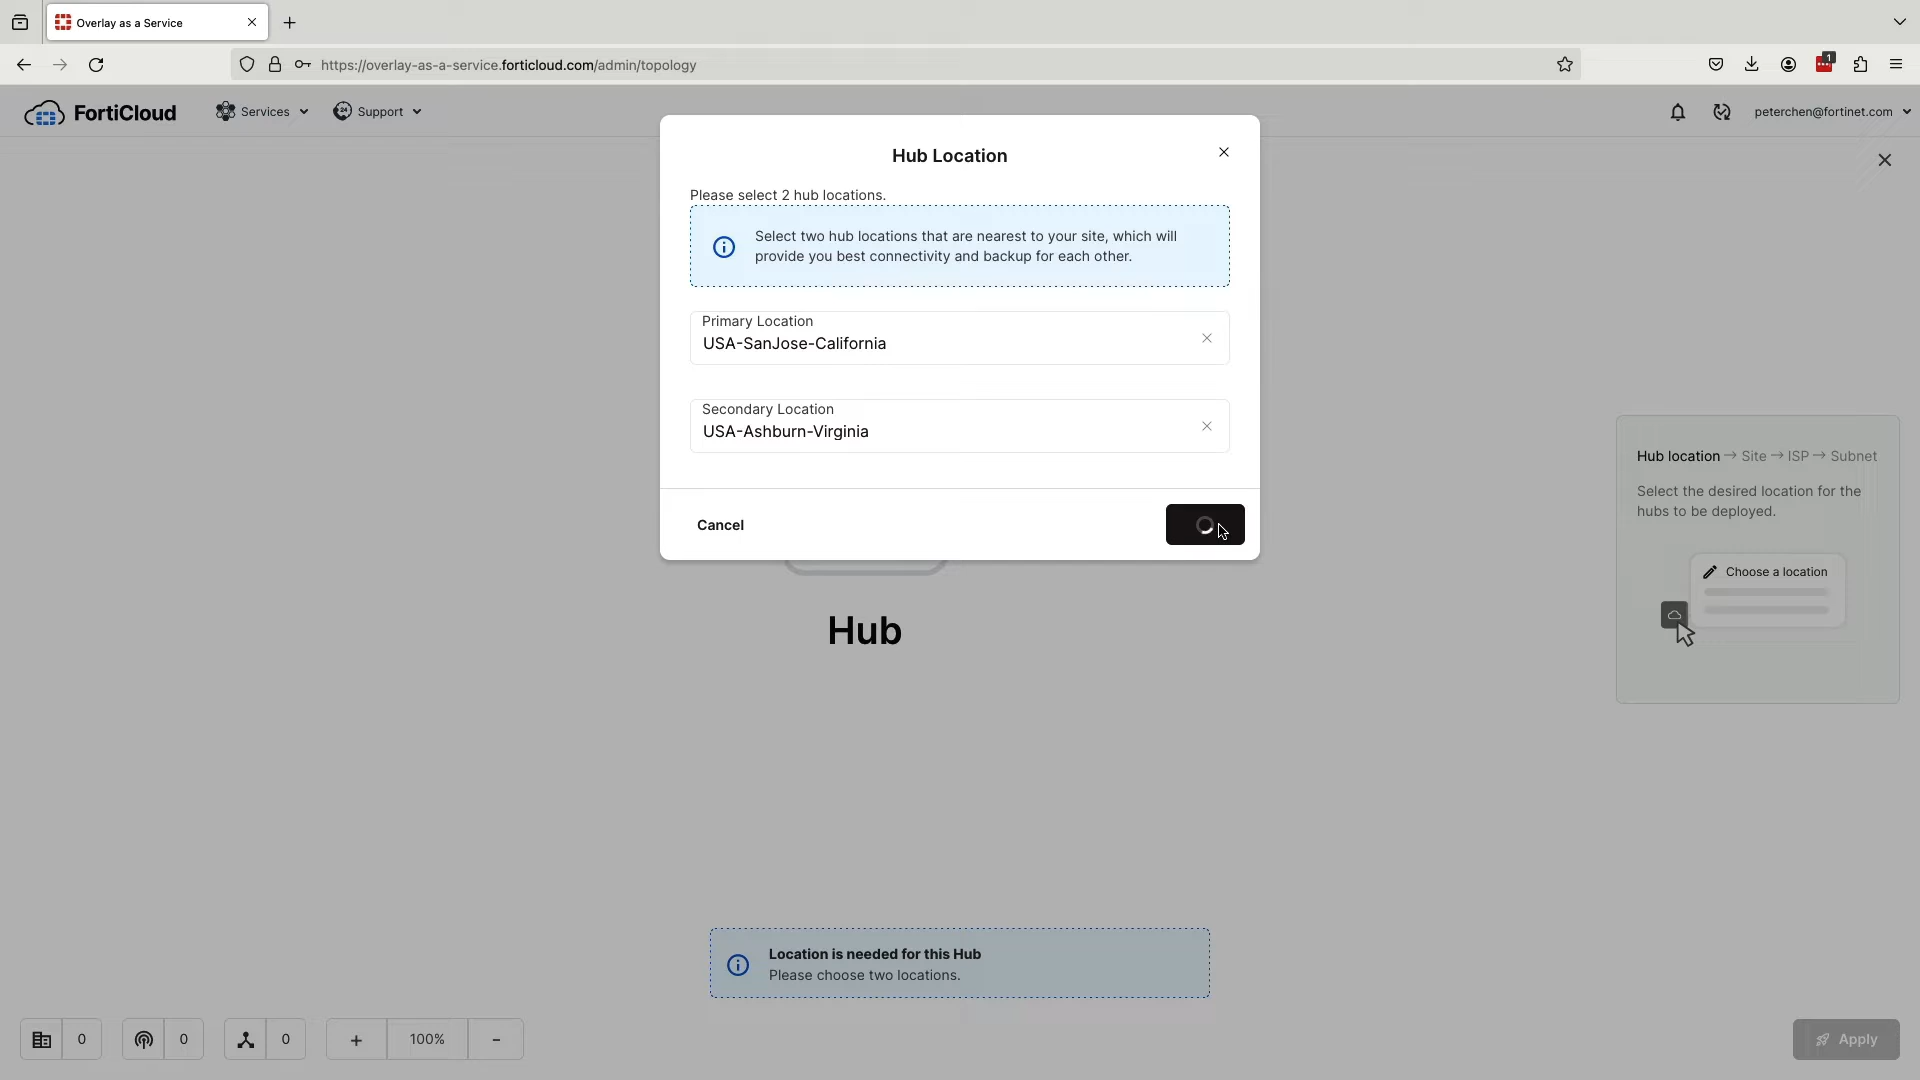 Overlay as a Service
https://overlay-as-a-service.forticloud.com/admin/topology
1
FortiCloud
Services
24
Support
peterchen@fortinet.com
Hub Location
Please select 2 hub locations.
Select two hub locations that are nearest to your site, which will
provide you best connectivity and backup for each other.
Primary Location
USA-SanJose-California
Secondary Location
USA-Ashburn-Virginia
Cancel
Hub location → Site → ISP → Subnet
Select the desired location for the
hubs to be deployed.
Choose a location
Hub
Location is needed for this Hub
Please choose two locations.
0
0
0
+
100%
-
Apply